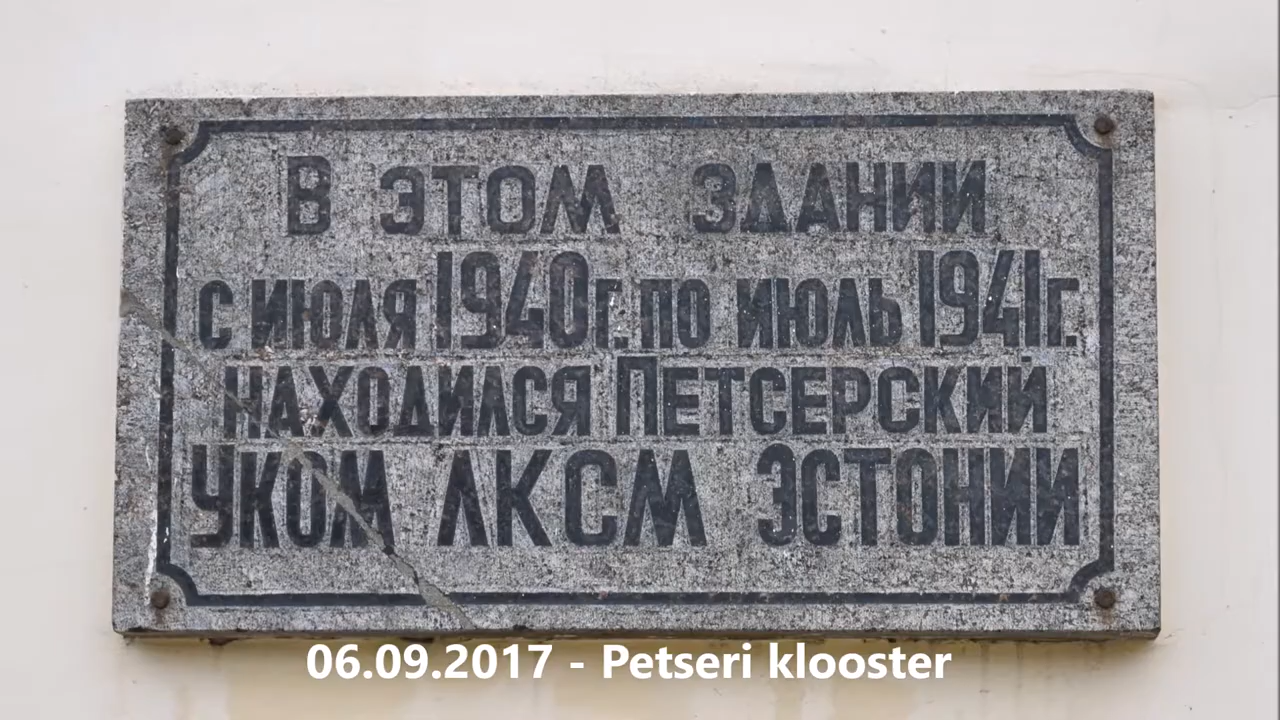 В ЭТОМ ЗДАНИИ
С ИЮЛЯ 1940 Г. ПО ИЮЛЬ 1941 Г.
НАХОДИЛСЯ ПЕТСЕРСКИЙ
УКОМ ЛКСМ ЭСТОНИИ
06.09.2017 - Petseri klooster